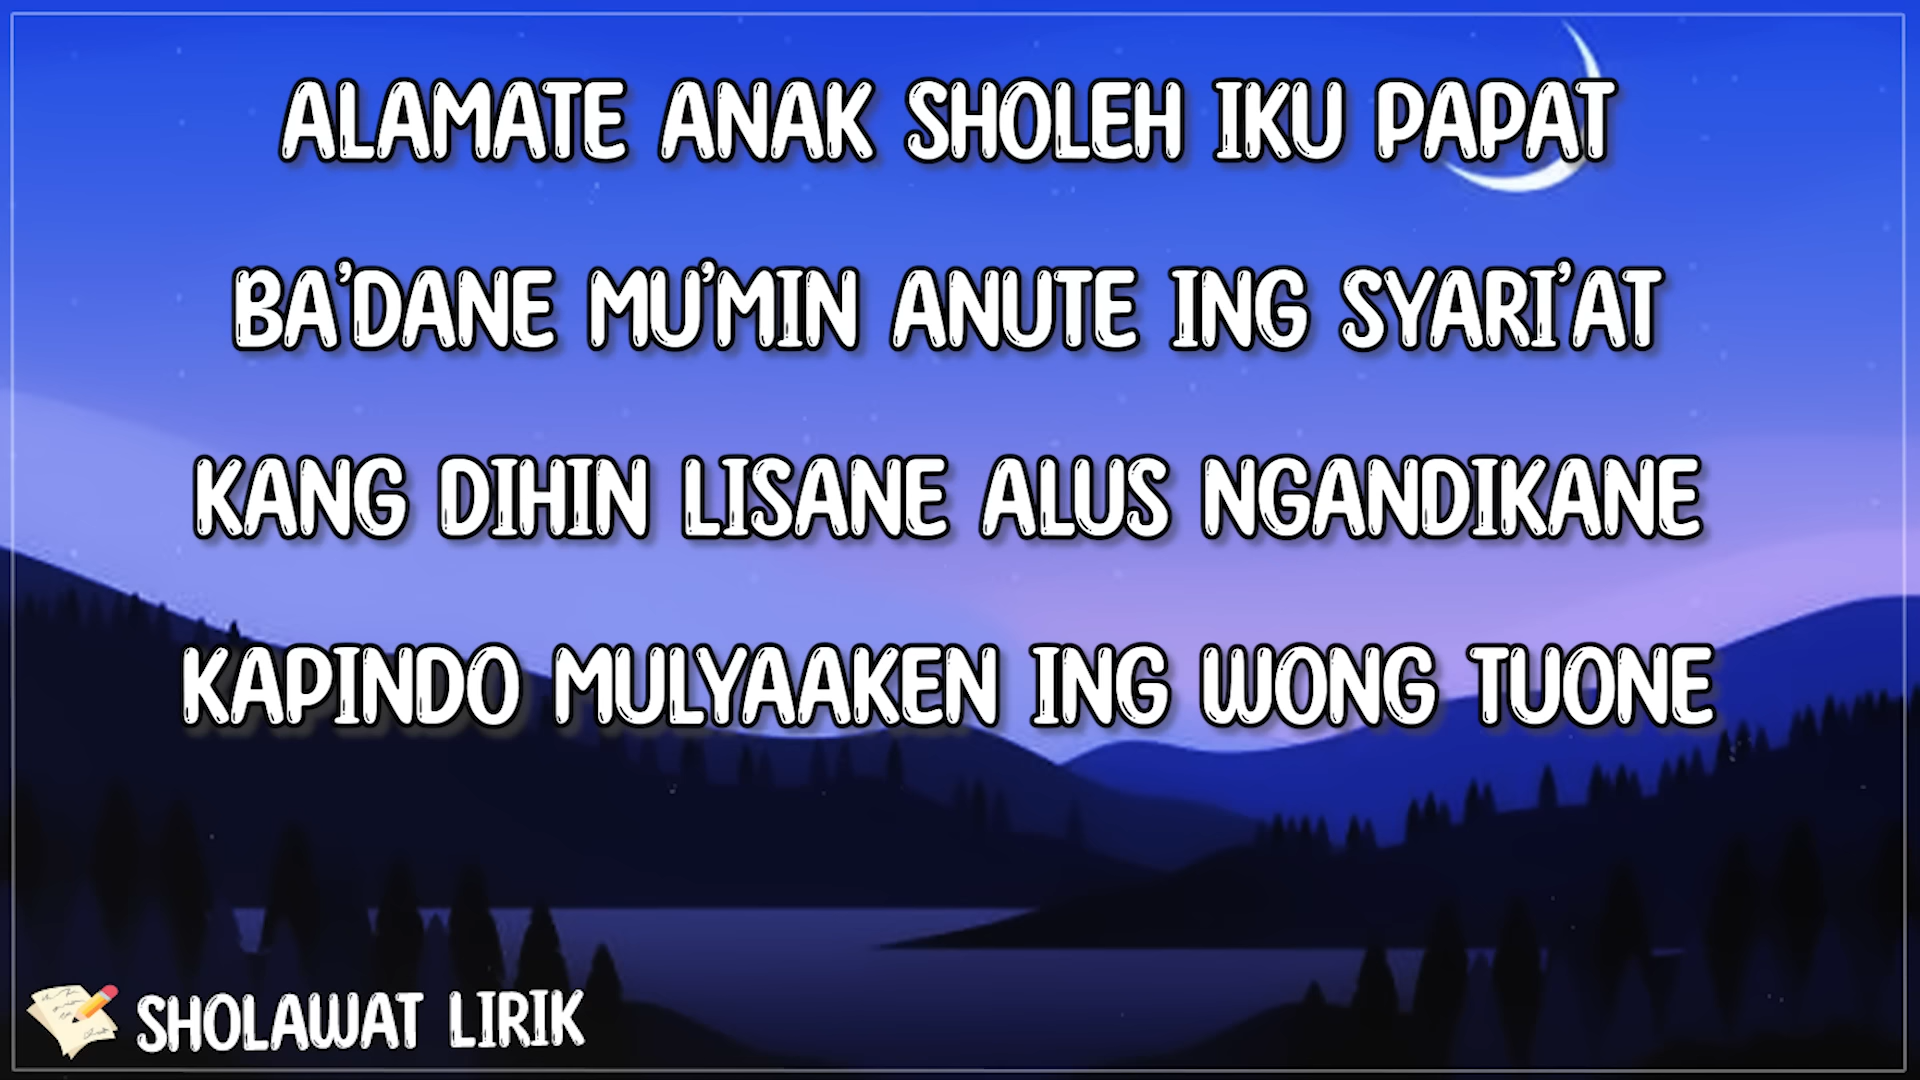 ALAMATE ANAK SHOLEH IKU PAPAT
BA'DANE MU'MIN ANUTE ING SYARI'AT
KANG DIHIN LISANE ALUS NGANDIKANE
KAPINDO MULYAAKEN ING WONG TUONE
SHOLAWAT LIRIK